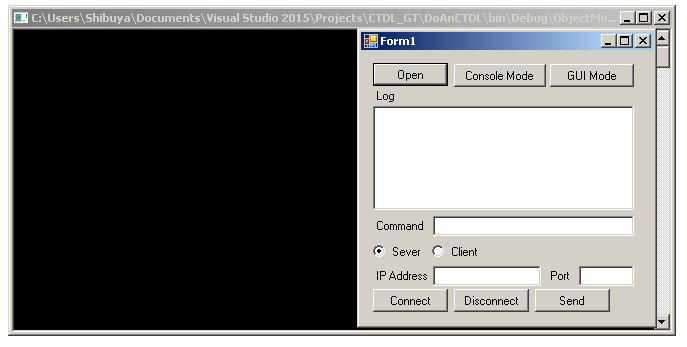 C:\Users\Shibuya\Documents\Visual Studio 2015\Projects\CTDL_GT\DoAnCTDL\bin\Debug\ObjectMo...
Form1
Open Console Mode GUI Mode
Log
Command
Sever Client
IP Address Port
Connect Disconnect Send